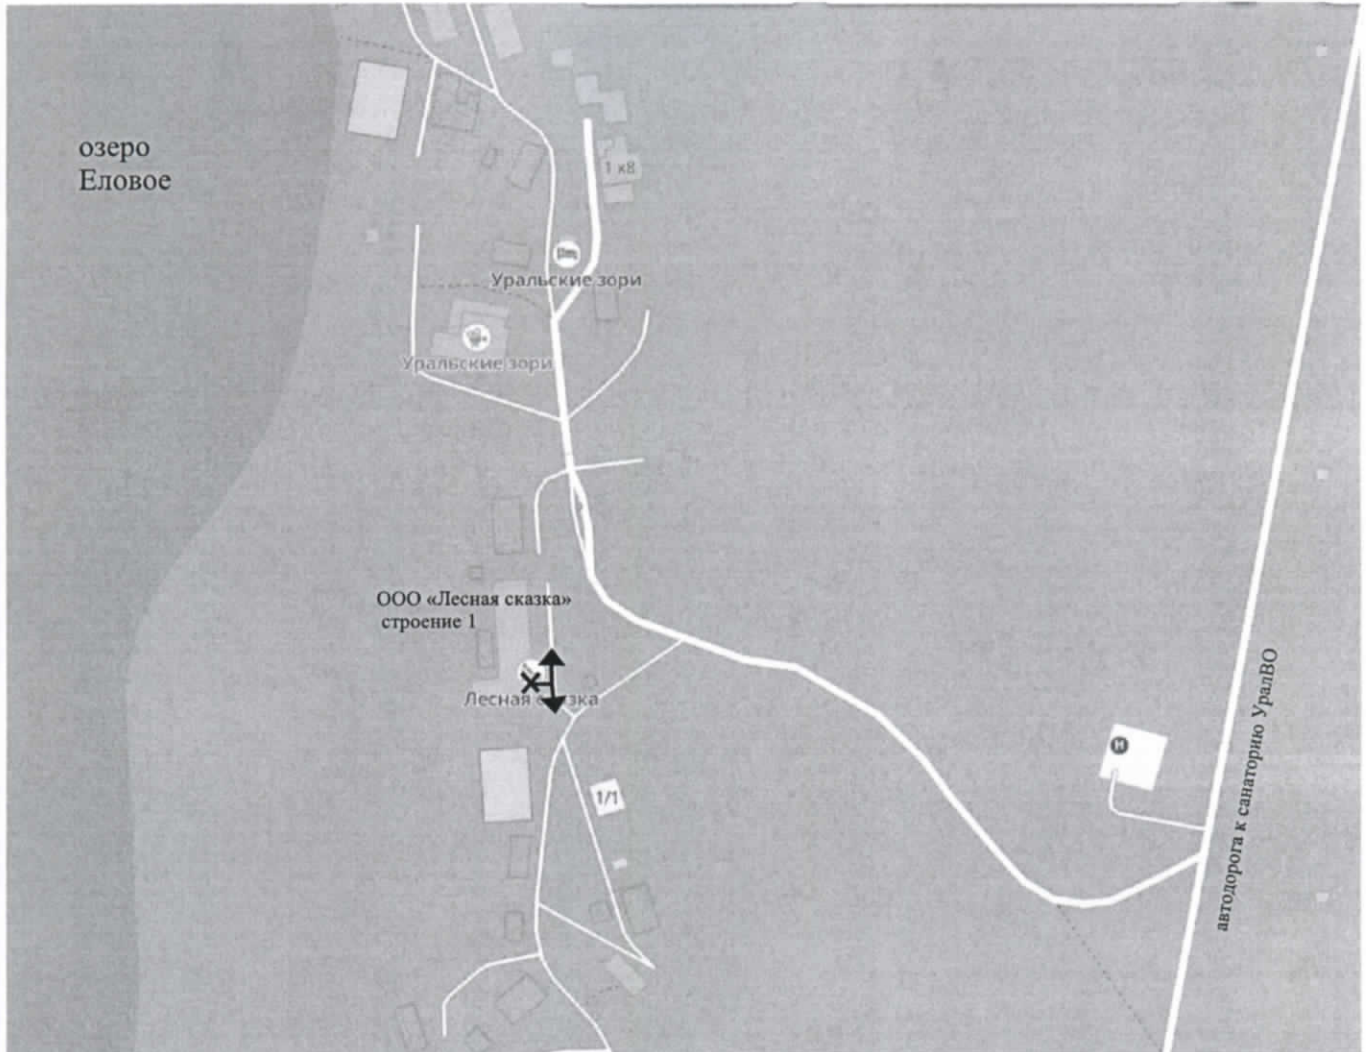 озеро
Еловое
1 к8
Уральские зори
Уральские зори
ООО «Лесная сказка»
строение 1
Лесная сказка
1/1
Н
автодорога к санаторию УралВО